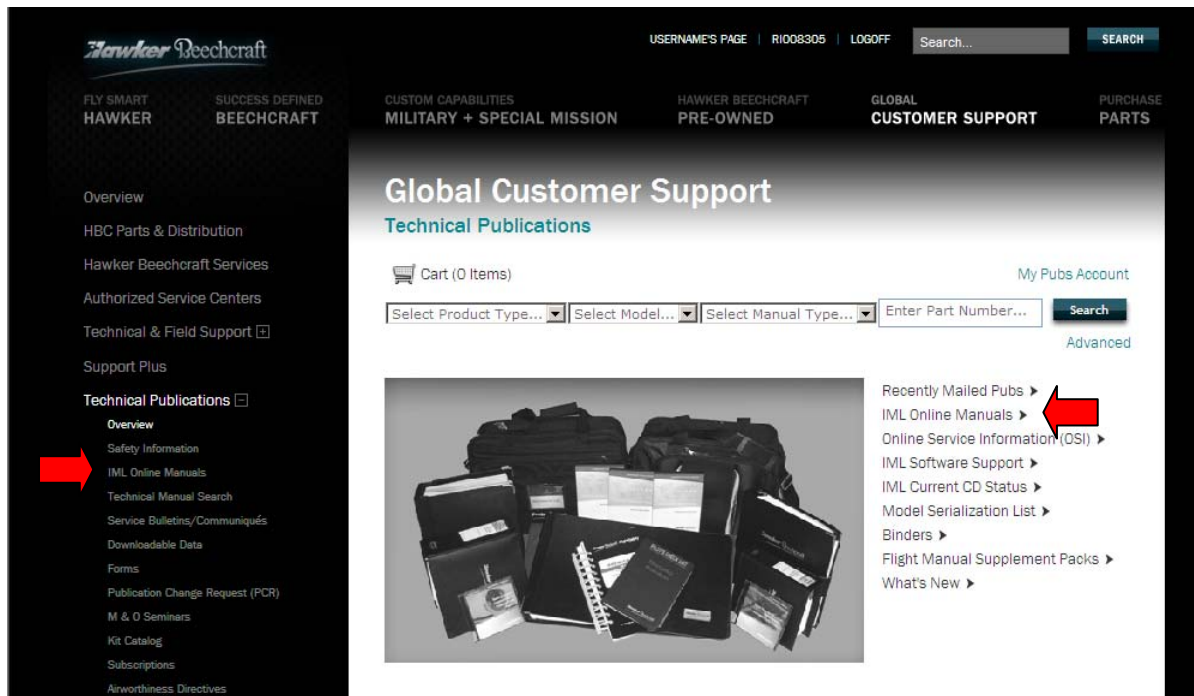 Hawker Beechcraft
USERNAME'S PAGE | RI008305 | LOGOFF
Search...
SEARCH
FLY SMART
HAWKER
SUCCESS DEFINED
BEECHCRAFT
CUSTOM CAPABILITIES
MILITARY + SPECIAL MISSION
HAWKER BEECHCRAFT
PRE-OWNED
GLOBAL
CUSTOMER SUPPORT
PURCHASE
PARTS
Overview
HBC Parts & Distribution
Hawker Beechcraft Services
Authorized Service Centers
Technical & Field Support
Support Plus
Technical Publications
Overview
Safety Information
IML Online Manuals
Technical Manual Search
Service Bulletins/Communiqués
Downloadable Data
Forms
Publication Change Request (PCR)
M & O Seminars
Kit Catalog
Subscriptions
Airworthiness Directives
Global Customer Support
Technical Publications
Cart (0 Items)
My Pubs Account
Select Product Type...
Select Model...
Select Manual Type...
Enter Part Number...
Search
Advanced
Recently Mailed Pubs
IML Online Manuals
Online Service Information (OSI)
IML Software Support
IML Current CD Status
Model Serialization List
Binders
Flight Manual Supplement Packs
What's New